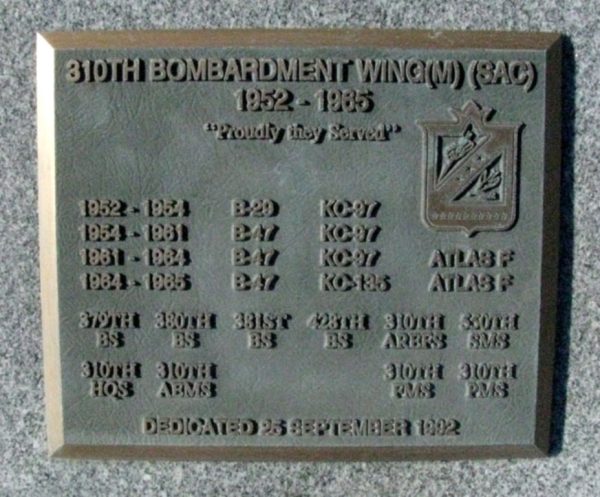 310TH BOMBARDMENT WING(M) (SAC)
1952 - 1965
"Proudly they Served"
1952 - 1954 B-29 KC-97
1954 - 1961 B-47 KC-97
1961 - 1964 B-47 KC-97 ATLAS F
1964 - 1965 B-47 KC-135 ATLAS F
379TH BS 380TH BS 381ST BS 428TH BS 310TH ARBFS 550TH SMS
310TH HQS 310TH ABMS 310TH FMS 310TH PMS
DEDICATED 25 SEPTEMBER 1992